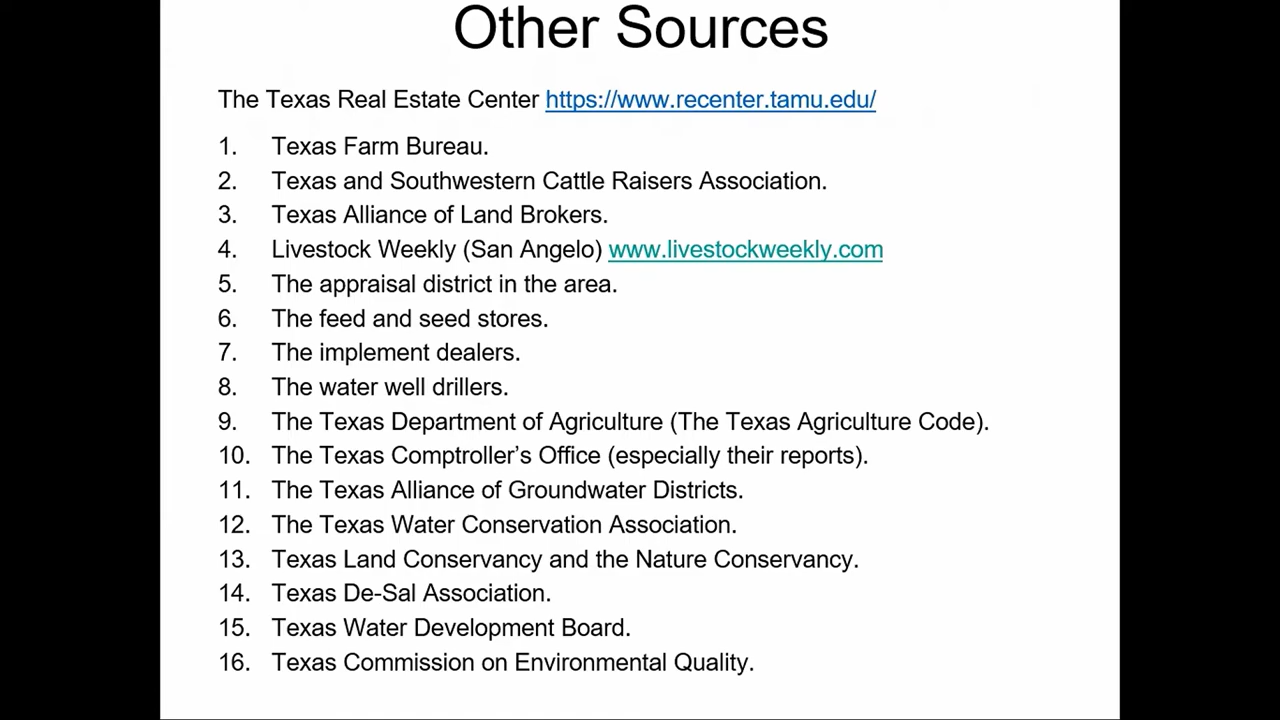 Other Sources
The Texas Real Estate Center https://www.recenter.tamu.edu/
1. Texas Farm Bureau.
2. Texas and Southwestern Cattle Raisers Association.
3. Texas Alliance of Land Brokers.
4. Livestock Weekly (San Angelo) www.livestockweekly.com
5. The appraisal district in the area.
6. The feed and seed stores.
7. The implement dealers.
8. The water well drillers.
9. The Texas Department of Agriculture (The Texas Agriculture Code).
10. The Texas Comptroller’s Office (especially their reports).
11. The Texas Alliance of Groundwater Districts.
12. The Texas Water Conservation Association.
13. Texas Land Conservancy and the Nature Conservancy.
14. Texas De-Sal Association.
15. Texas Water Development Board.
16. Texas Commission on Environmental Quality.